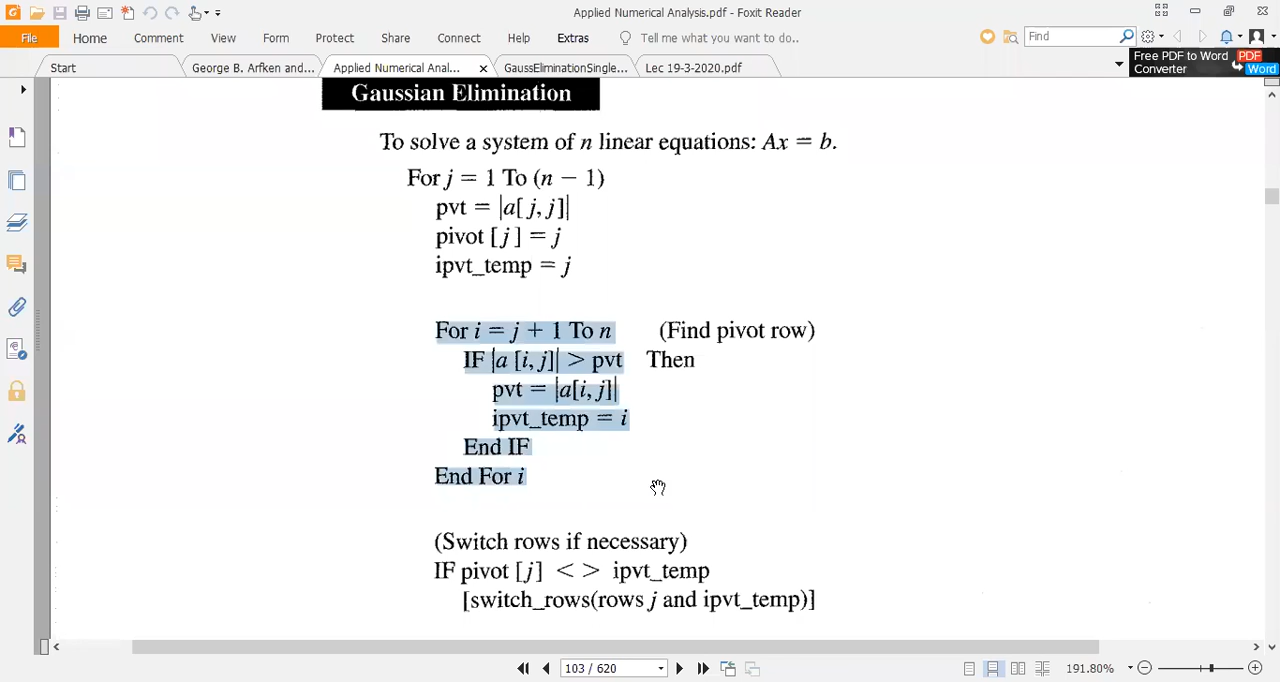 Applied Numerical Analysis.pdf - Foxit Reader
File Home Comment View Form Protect Share Connect Help Extras Tell me what you want to do.. Find
Start George B. Arfken and... Applied Numerical Anal... GaussEliminationSingle... Lec 19-3-2020.pdf
Free PDF to Word PDF
Converter Word
Gaussian Elimination
To solve a system of n linear equations: Ax = b.
For j = 1 To (n − 1)
pvt = |a[ j, j]|
pivot [ j ] = j
ipvt_temp = j
For i = j + 1 To n (Find pivot row)
IF |a [i, j]| > pvt Then
pvt = |a[i, j]|
ipvt_temp = i
End IF
End For i
(Switch rows if necessary)
IF pivot [ j ] < > ipvt_temp
[switch_rows(rows j and ipvt_temp)]
103 / 620 191.80%